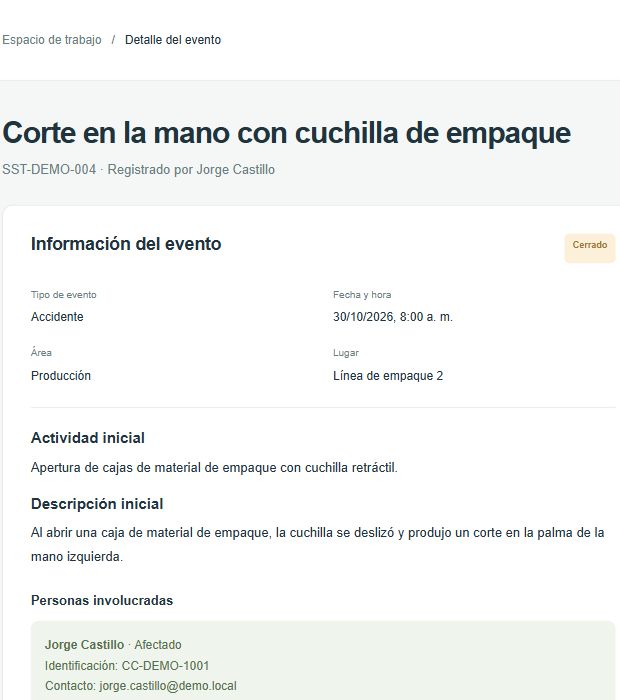 Espacio de trabajo / Detalle del evento
Corte en la mano con cuchilla de empaque
SST-DEMO-004 · Registrado por Jorge Castillo
Información del evento
Cerrado
Tipo de evento
Fecha y hora
Accidente
30/10/2026, 8:00 a. m.
Área
Lugar
Producción
Línea de empaque 2
Actividad inicial
Apertura de cajas de material de empaque con cuchilla retráctil.
Descripción inicial
Al abrir una caja de material de empaque, la cuchilla se deslizó y produjo un corte en la palma de la
mano izquierda.
Personas involucradas
Jorge Castillo · Afectado
Identificación: CC-DEMO-1001
Contacto: jorge.castillo@demo.local